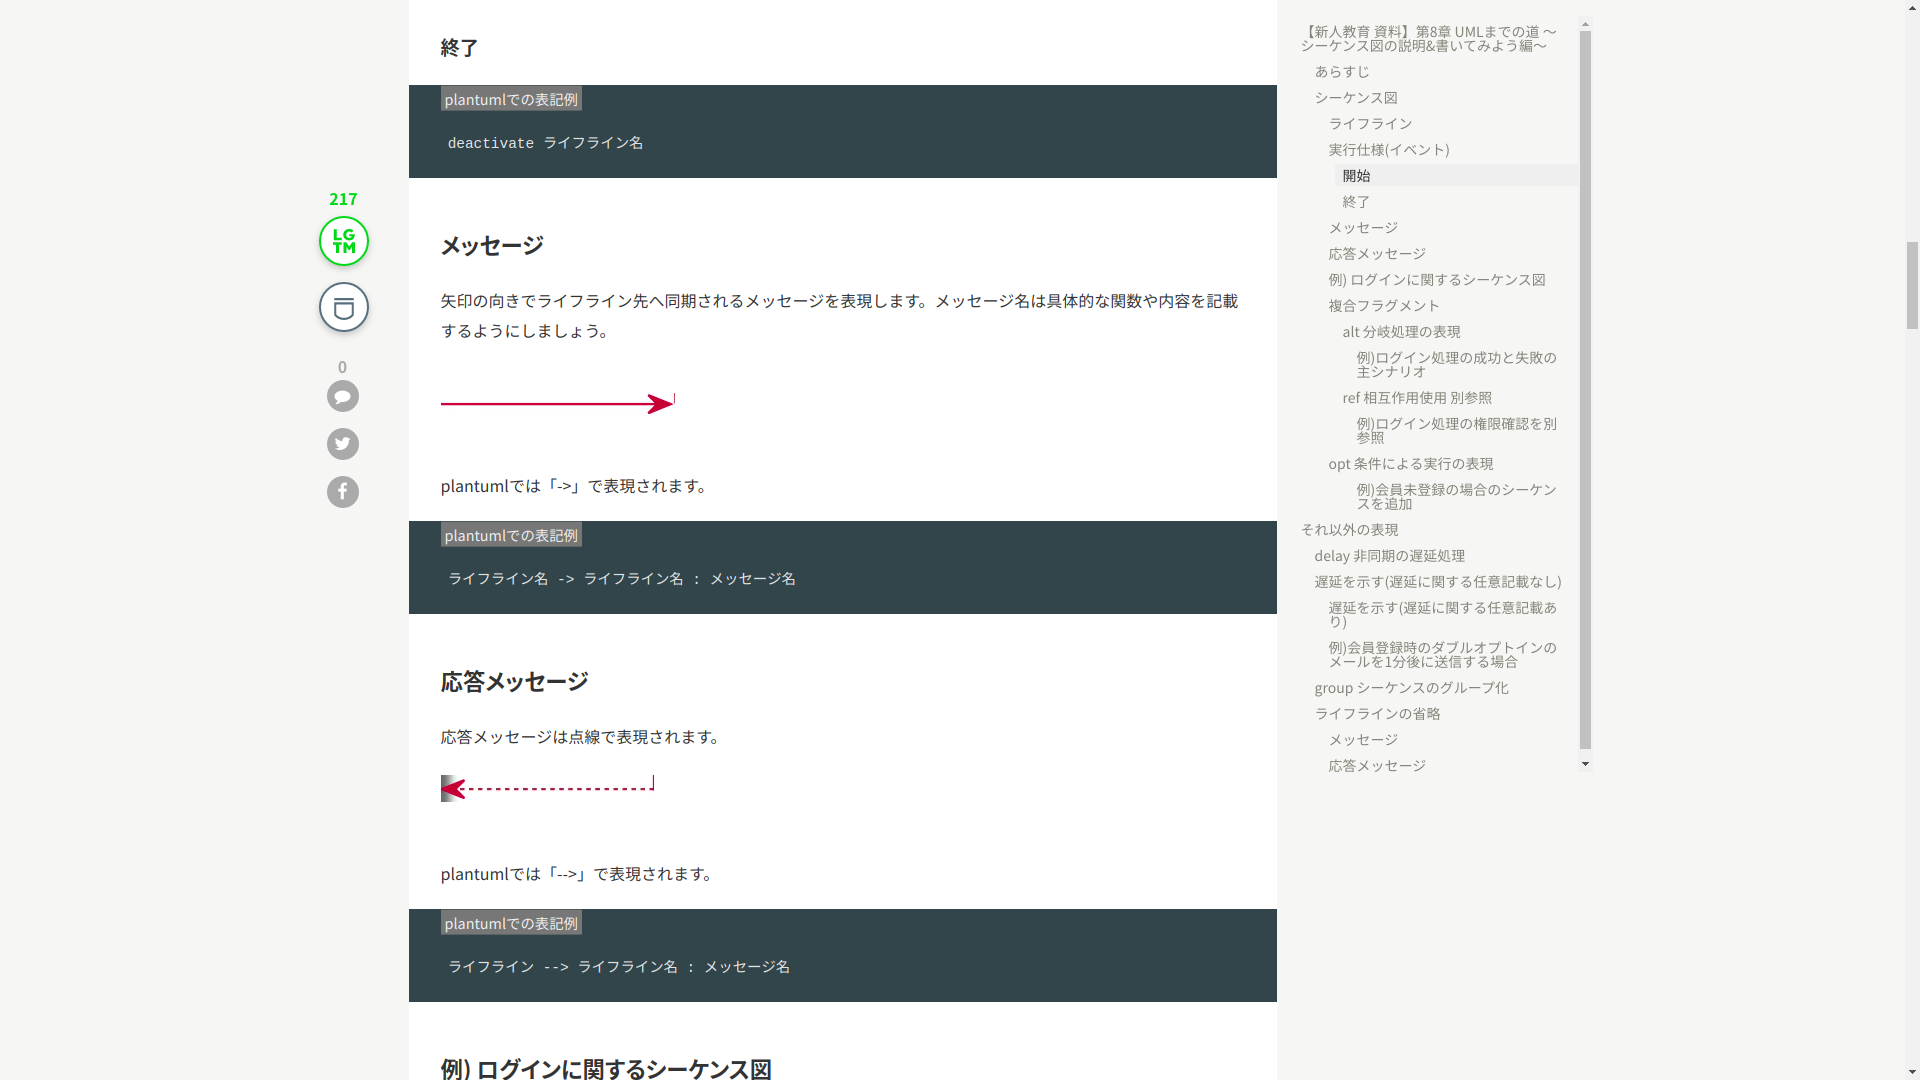 終了
plantumlでの表記例
deactivate ライフライン名
217
LG
TM
0
メッセージ
矢印の向きでライフライン先へ同期されるメッセージを表現します。メッセージ名は具体的な関数や内容を記載
するようにしましょう。
plantumlでは「->」で表現されます。
plantumlでの表記例
ライフライン名 -> ライフライン名 : メッセージ名
応答メッセージ
応答メッセージは点線で表現されます。
plantumlでは「-->」で表現されます。
plantumlでの表記例
ライフライン --> ライフライン名 : メッセージ名
例) ログインに関するシーケンス図
【新人教育 資料】第8章 UMLまでの道 〜
シーケンス図の説明&書いてみよう編〜
あらすじ
シーケンス図
ライフライン
実行仕様(イベント)
開始
終了
メッセージ
応答メッセージ
例) ログインに関するシーケンス図
複合フラグメント
alt 分岐処理の表現
例)ログイン処理の成功と失敗の
主シナリオ
ref 相互作用使用 別参照
例)ログイン処理の権限確認を別
参照
opt 条件による実行の表現
例)会員未登録の場合のシーケン
スを追加
それ以外の表現
delay 非同期の遅延処理
遅延を示す(遅延に関する任意記載なし)
遅延を示す(遅延に関する任意記載あ
り)
例)会員登録時のダブルオプトインの
メールを1分後に送信する場合
group シーケンスのグループ化
ライフラインの省略
メッセージ
応答メッセージ